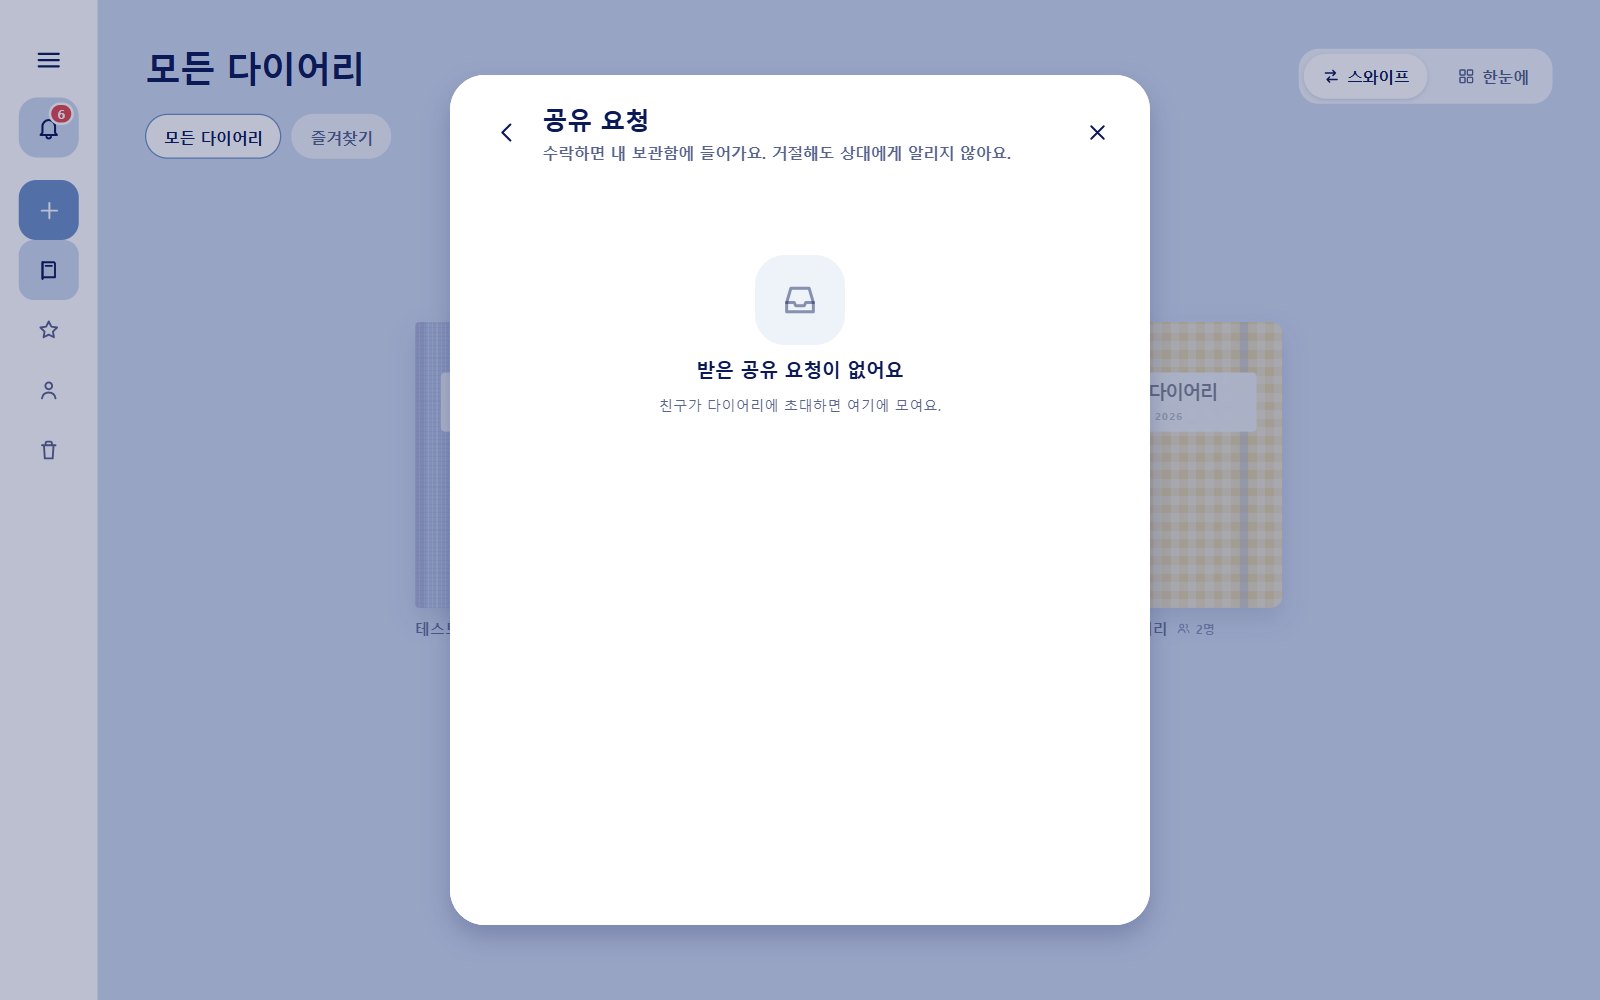 모든 다이어리
6
모든 다이어리
즐겨찾기
스와이프
한눈에
공유 요청
수락하면 내 보관함에 들어가요. 거절해도 상대에게 알리지 않아요.
받은 공유 요청이 없어요
친구가 다이어리에 초대하면 여기에 모여요.
다이어리
2026
2명